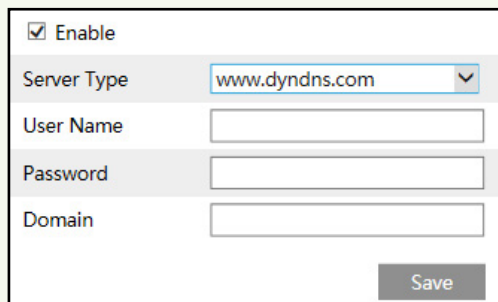 Enable
Server Type www.dyndns.com
User Name
Password
Domain
Save